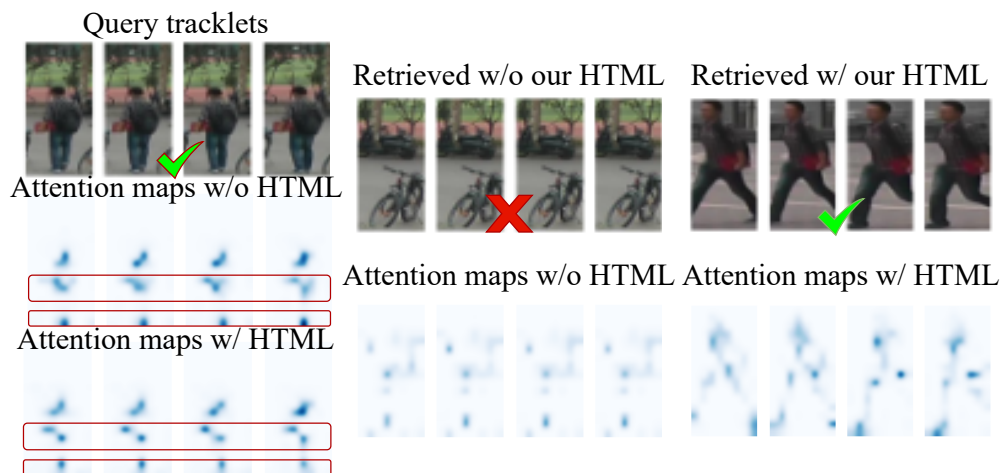 Query tracklets
Attention maps w/o HTML
Attention maps w/ HTML
Retrieved w/o our HTML
Attention maps w/o HTML
Retrieved w/ our HTML
Attention maps w/ HTML